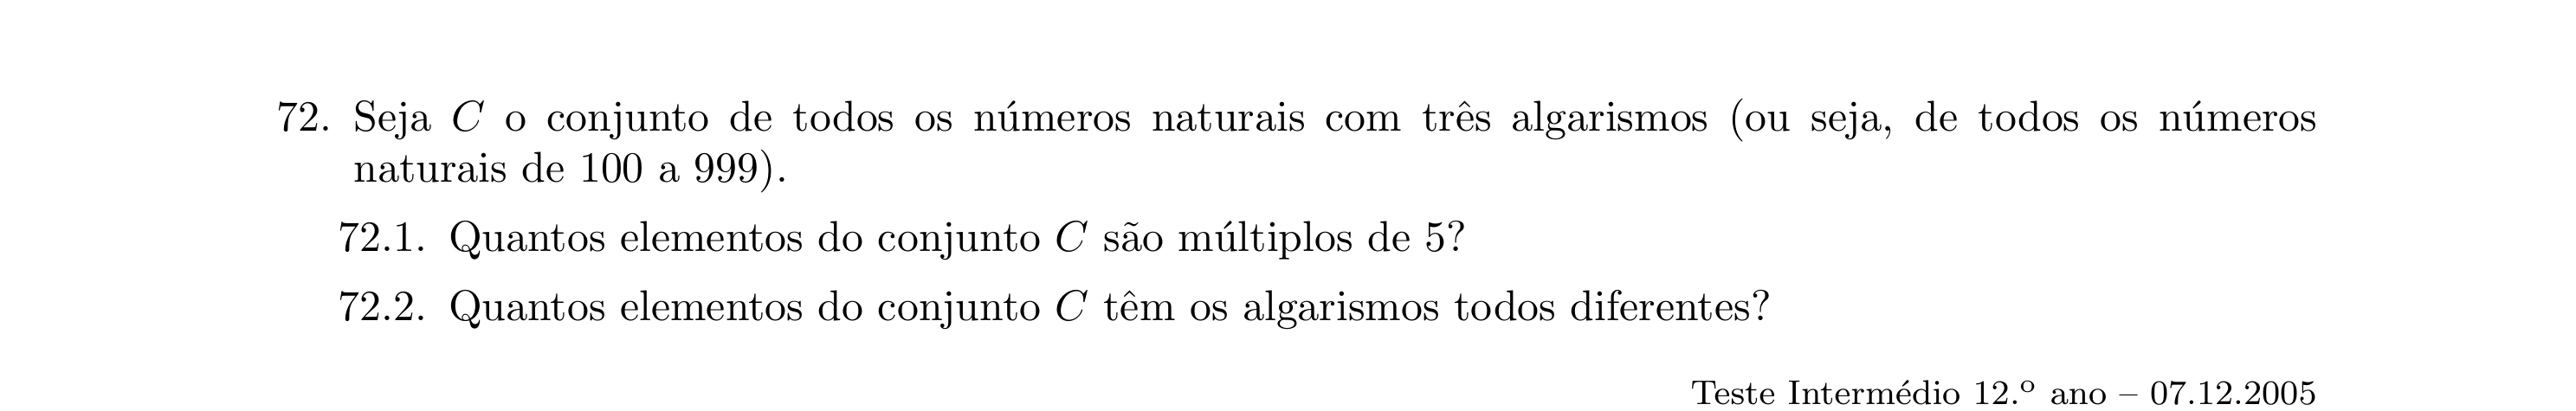 72. Seja C o conjunto de todos os números naturais com três algarismos (ou seja, de todos os números
naturais de 100 a 999).
72.1. Quantos elementos do conjunto C são múltiplos de 5?
72.2. Quantos elementos do conjunto C têm os algarismos todos diferentes?
Teste Intermédio 12.º ano – 07.12.2005